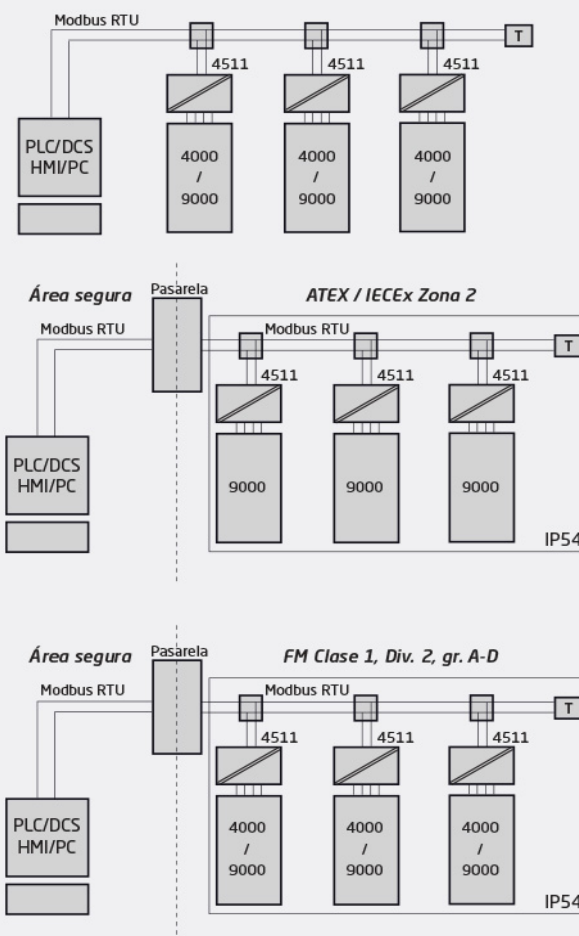 Modbus RTU
T
4511 4511 4511
PLC/DCS
HMI/PC
4000 4000 4000
/ / /
9000 9000 9000
Pasarela
Área segura ATEX / IECEx Zona 2
Modbus RTU Modbus RTU
T
4511 4511 4511
PLC/DCS
HMI/PC
9000 9000 9000
IP54
Pasarela
Área segura FM Clase 1, Div. 2, gr. A-D
Modbus RTU Modbus RTU
T
4511 4511 4511
PLC/DCS
HMI/PC
4000 4000 4000
/ / /
9000 9000 9000
IP54